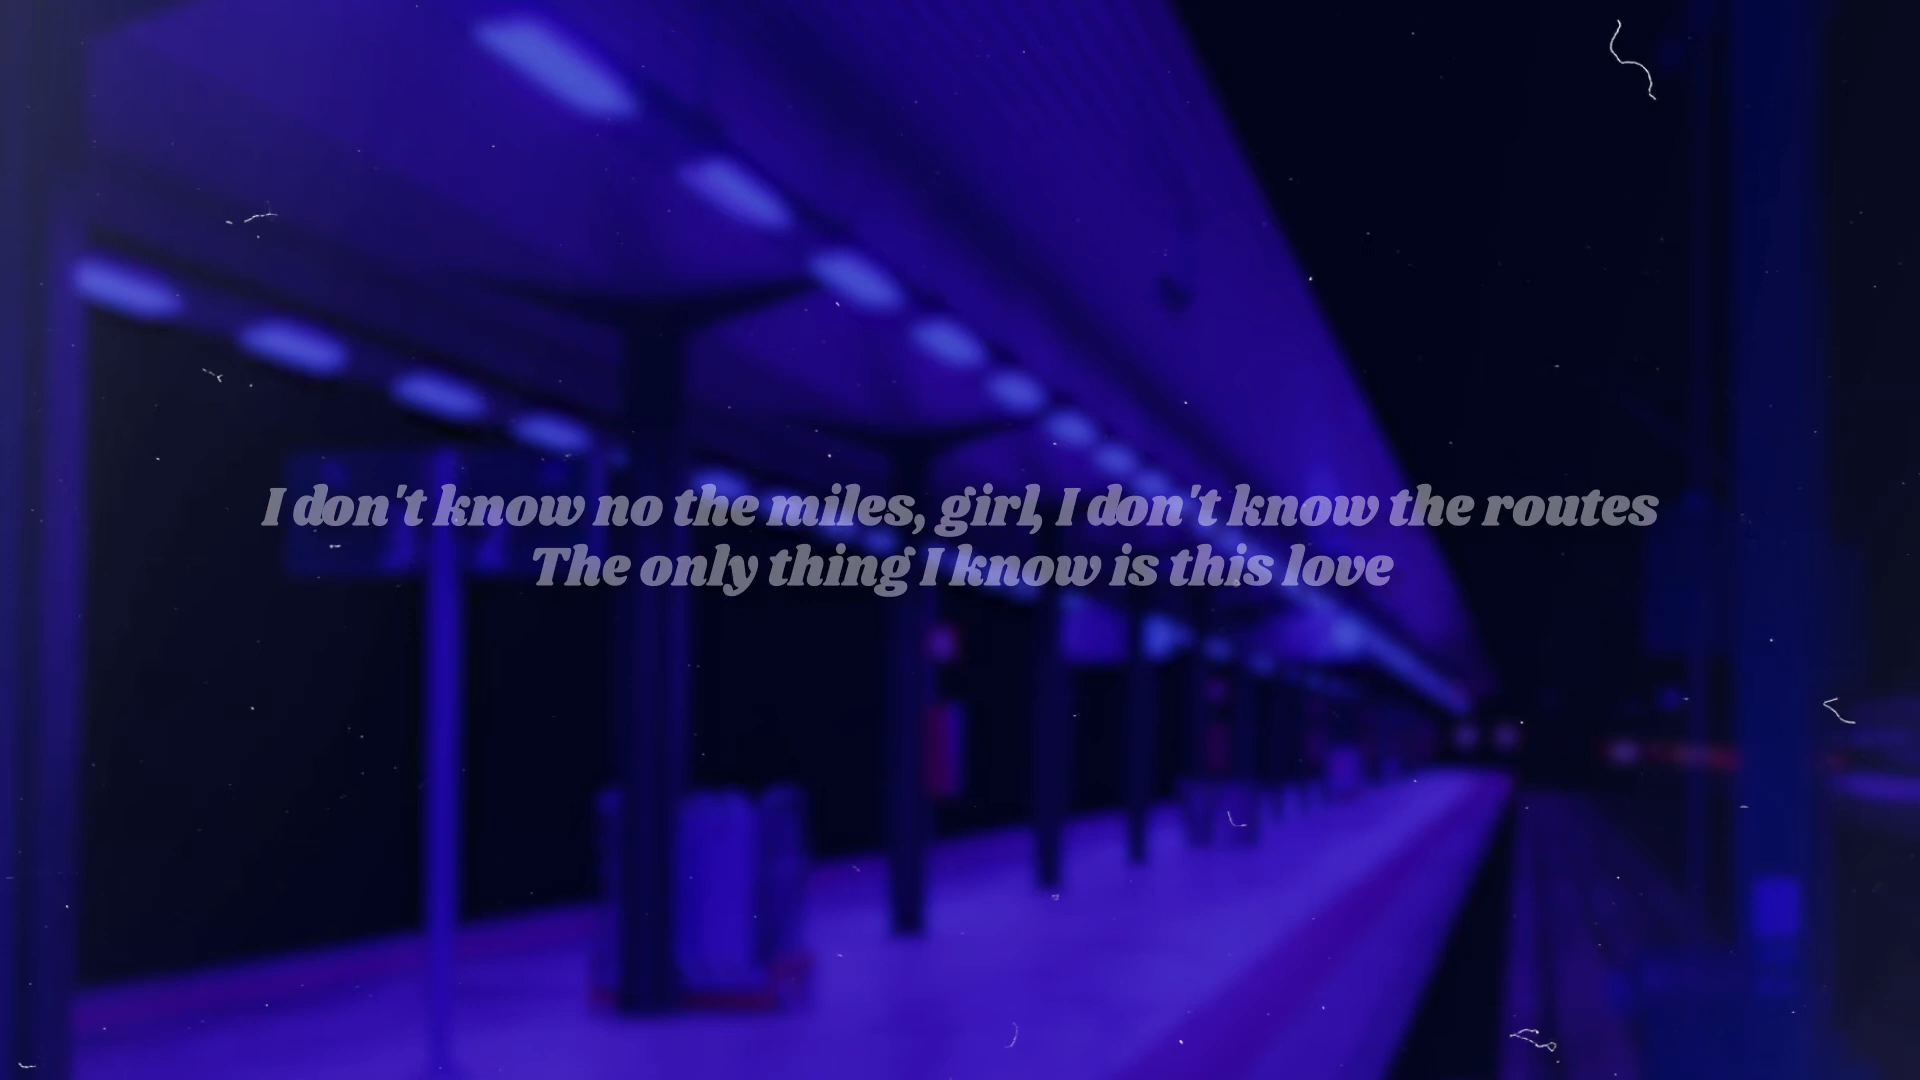 I don't know no the miles, girl, I don't know the routes
The only thing I know is this love